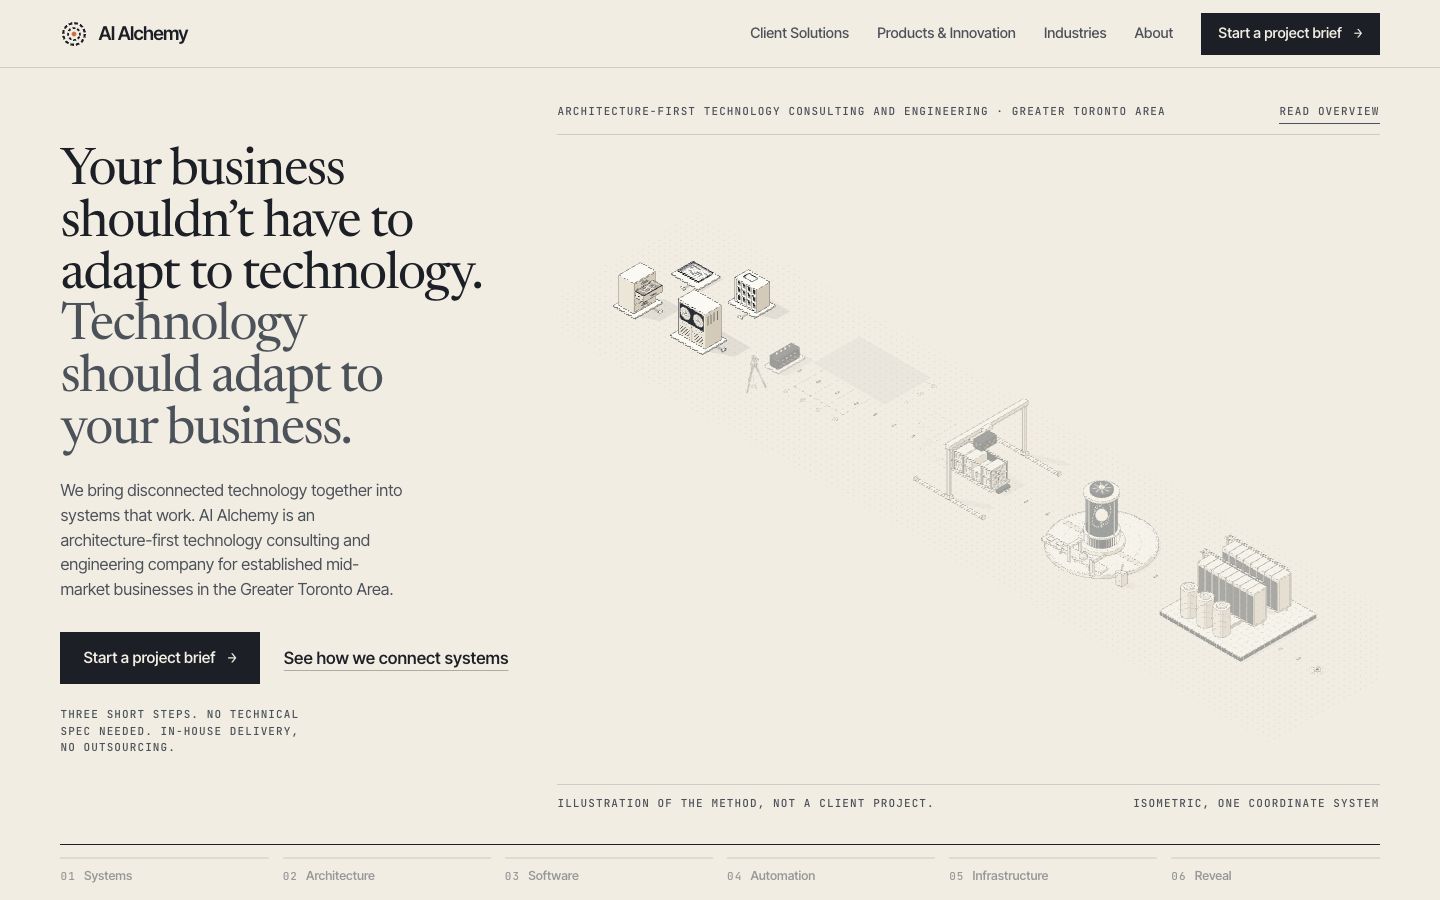 AI Alchemy
Client Solutions
Products & Innovation
Industries
About
Start a project brief →
ARCHITECTURE-FIRST TECHNOLOGY CONSULTING AND ENGINEERING · GREATER TORONTO AREA
READ OVERVIEW
Your business
shouldn’t have to
adapt to technology.
Technology
should adapt to
your business.
We bring disconnected technology together into
systems that work. AI Alchemy is an
architecture-first technology consulting and
engineering company for established mid-
market businesses in the Greater Toronto Area.
Start a project brief →
See how we connect systems
THREE SHORT STEPS. NO TECHNICAL
SPEC NEEDED. IN-HOUSE DELIVERY,
NO OUTSOURCING.
ILLUSTRATION OF THE METHOD, NOT A CLIENT PROJECT.
ISOMETRIC, ONE COORDINATE SYSTEM
01 Systems
02 Architecture
03 Software
04 Automation
05 Infrastructure
06 Reveal